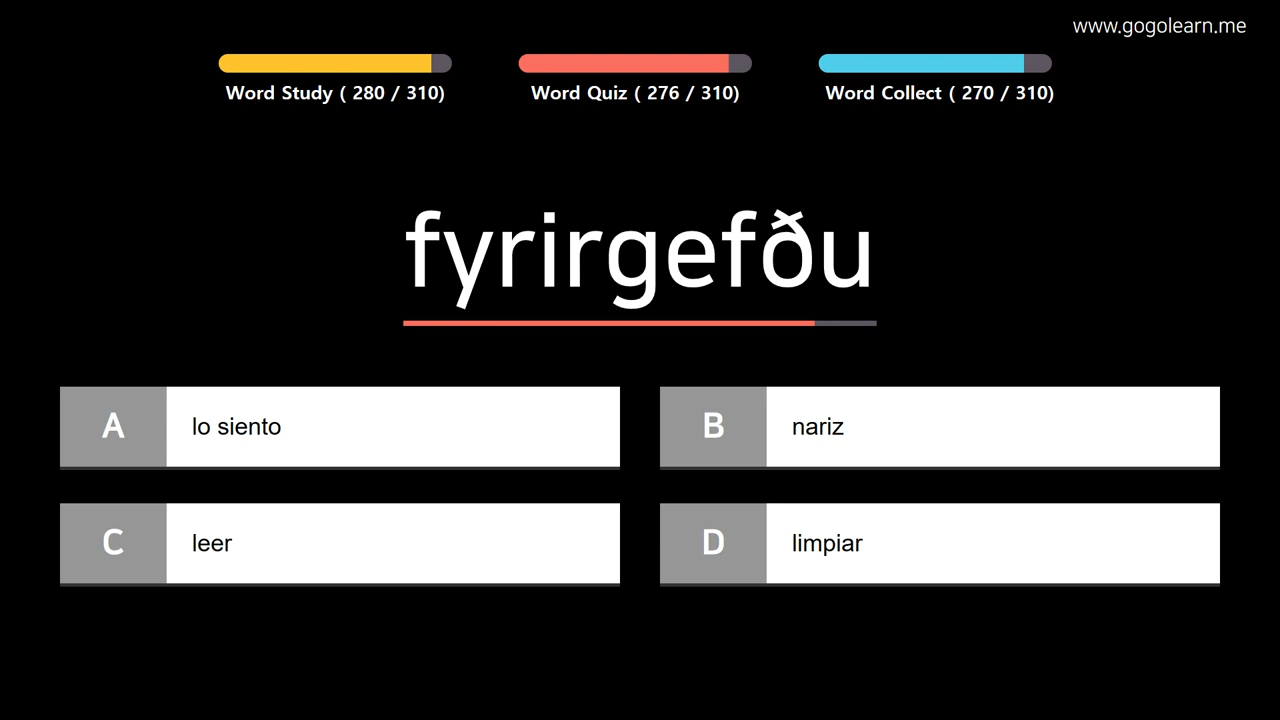 www.gogolearn.me
Word Study ( 280 / 310)
Word Quiz ( 276 / 310)
Word Collect ( 270 / 310)
fyrirgefðu
A lo siento
B nariz
C leer
D limpiar